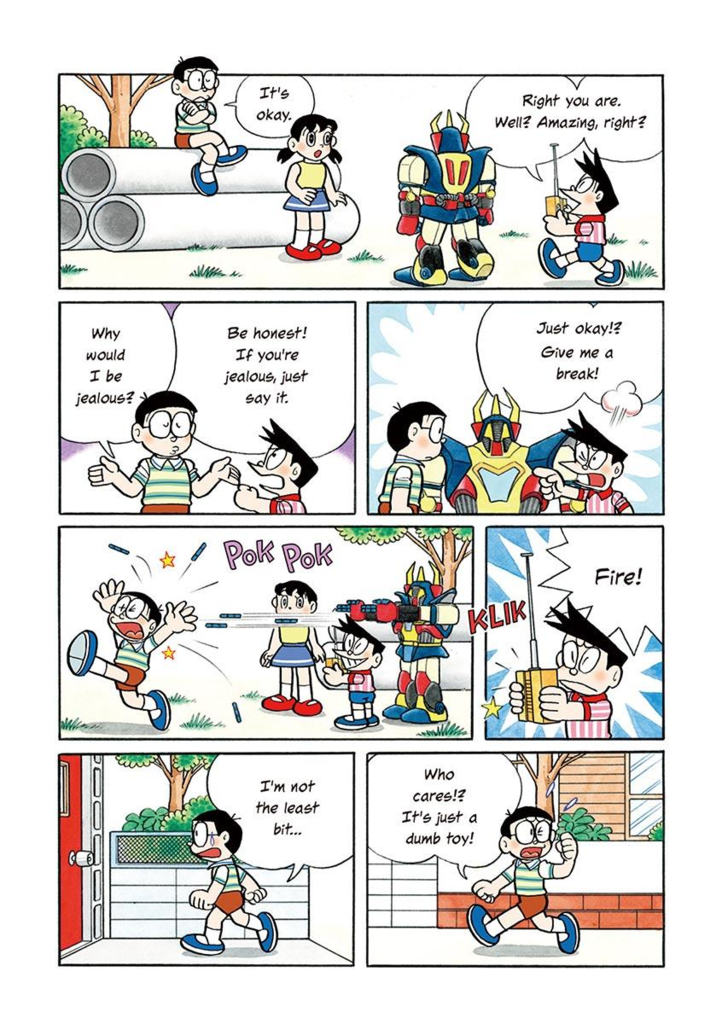 Right you are.
Well? Amazing, right?
It's
okay.
Just okay!?
Give me a
break!
Be honest!
If you're
jealous, just
say it.
Why
would
I be
jealous?
Fire!
KLIK
POK POK
Who
cares!?
It's just a
dumb toy!
I'm not
the least
bit...